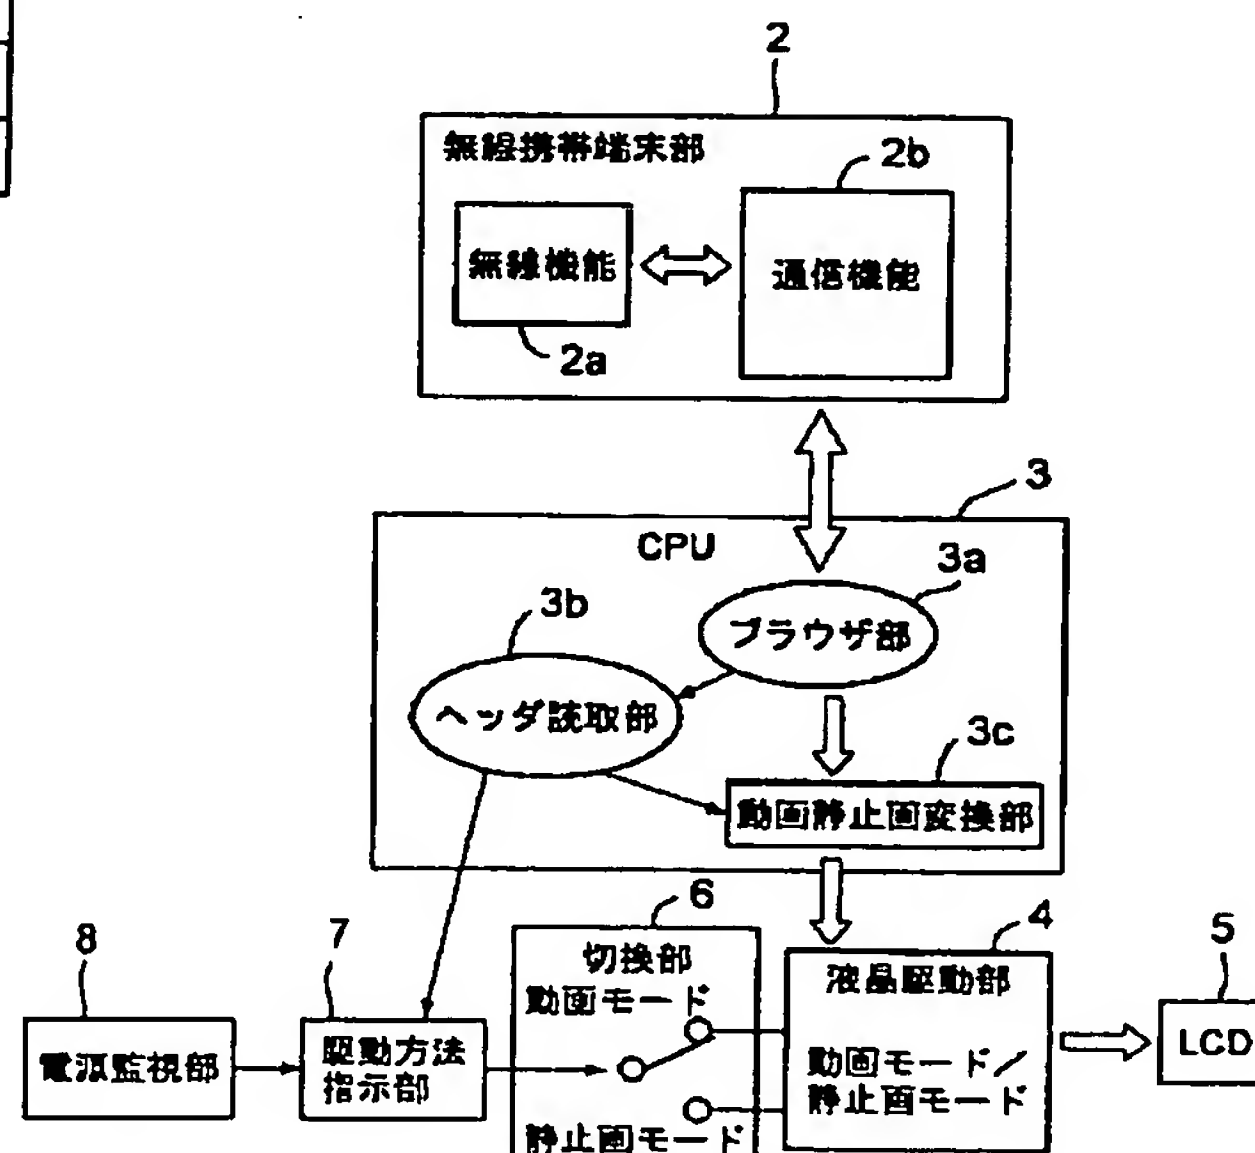 2
無線携帯端末部
2b
無線機能
通信機能
2a
3
CPU
3a
3b
ブラウザ部
ヘッダ読取部
3c
動画静止画変換部
6
4
8
7
5
切換部
液晶駆動部
動画モード
電源監視部
駆動方法
指示部
動画モード/
静止画モード
LCD
静止画モード